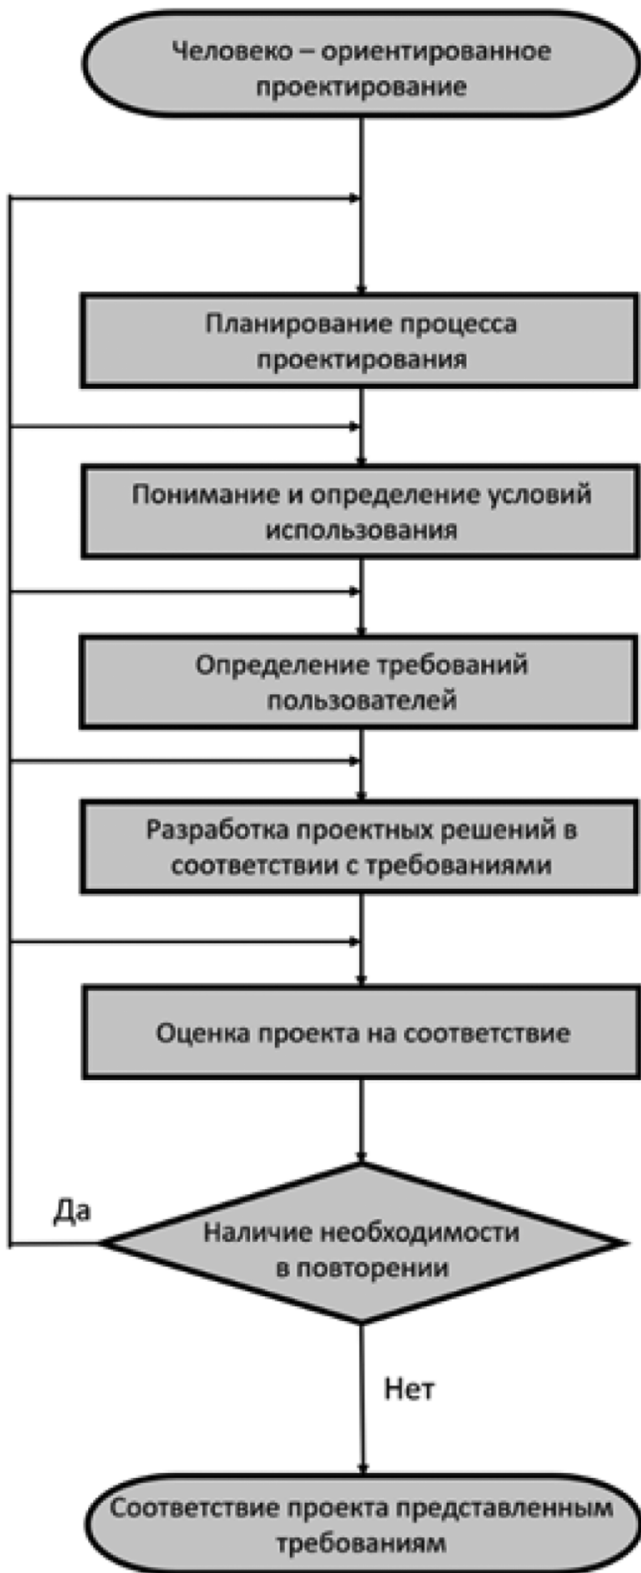 Человеко – ориентированное
проектирование
Планирование процесса
проектирования
Понимание и определение условий
использования
Определение требований
пользователей
Разработка проектных решений в
соответствии с требованиями
Оценка проекта на соответствие
Да
Наличие необходимости
в повторении
Нет
Соответствие проекта представленным
требованиям